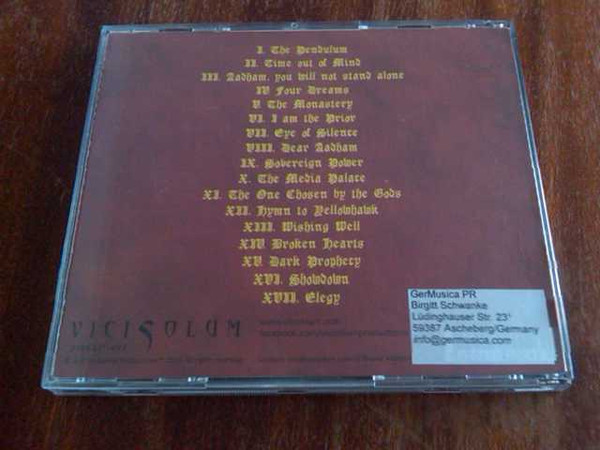 I. The Pendulum
II. Time out of Mind
III. Aadham, you will not stand alone
IV Four Dreams
V. The Monastery
VI. I am the Prior
VII. Eye of Silence
VIII. Dear Aadham
IX. Sovereign Power
X. The Media Palace
XI. The One Chosen by the Gods
XII. Hymn to Yellowhawk
XIII. Wishing Well
XIV Broken Hearts
XV. Dark Prophecy
XVI. Showdown
XVII. Elegy
VICISOLUM
GerMusica PR
Birgitt Schwanke
Lüdinghauser Str. 23
59387 Ascheberg/Germany
info@germusica.com